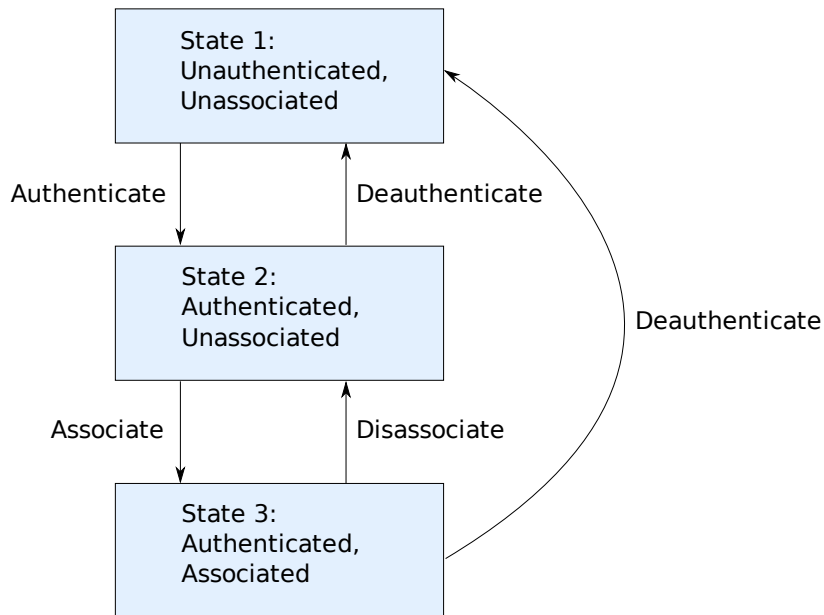 State 1:
Unauthenticated,
Unassociated
Authenticate
Deauthenticate
State 2:
Authenticated,
Unassociated
Deauthenticate
Associate
Disassociate
State 3:
Authenticated,
Associated